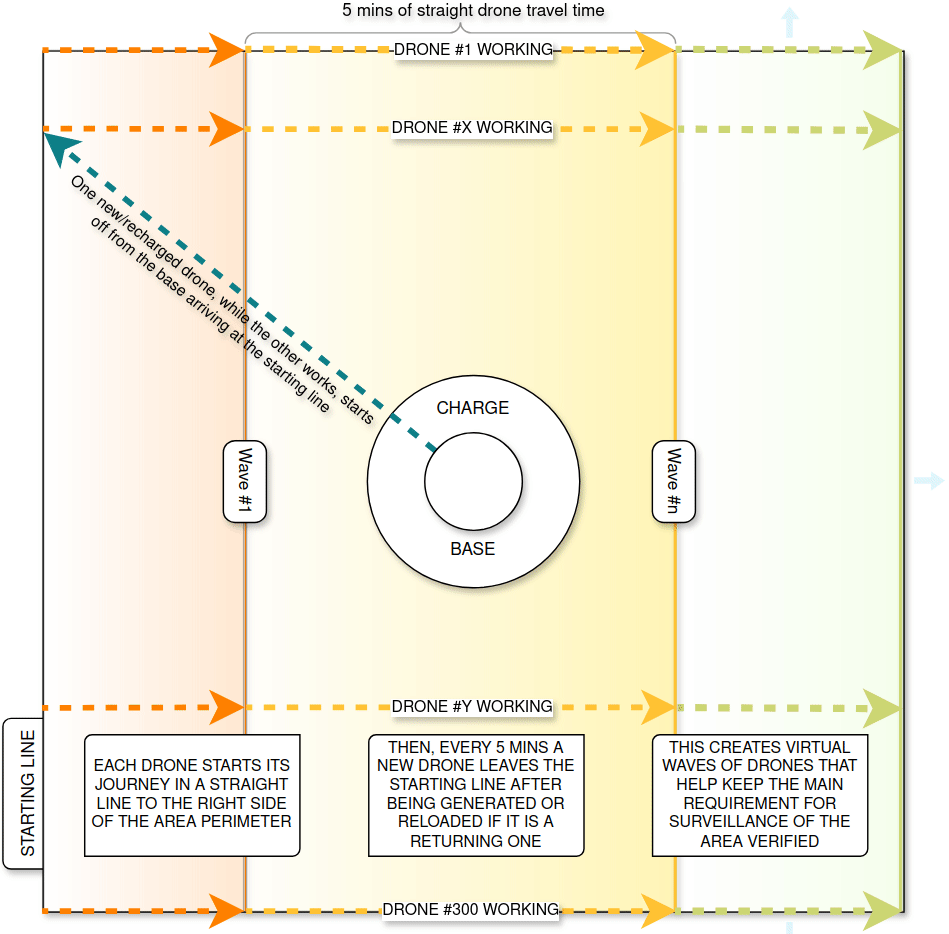 5 mins of straight drone travel time
DRONE #1 WORKING
DRONE #X WORKING
One new/recharged drone, while the other works, starts
off from the base arriving at the starting line
CHARGE
BASE
Wave #1
Wave #n
DRONE #Y WORKING
STARTING LINE
EACH DRONE STARTS ITS
JOURNEY IN A STRAIGHT
LINE TO THE RIGHT SIDE
OF THE AREA PERIMETER
THEN, EVERY 5 MINS A
NEW DRONE LEAVES THE
STARTING LINE AFTER
BEING GENERATED OR
RELOADED IF IT IS A
RETURNING ONE
THIS CREATES VIRTUAL
WAVES OF DRONES THAT
HELP KEEP THE MAIN
REQUIREMENT FOR
SURVEILLANCE OF THE
AREA VERIFIED
DRONE #300 WORKING